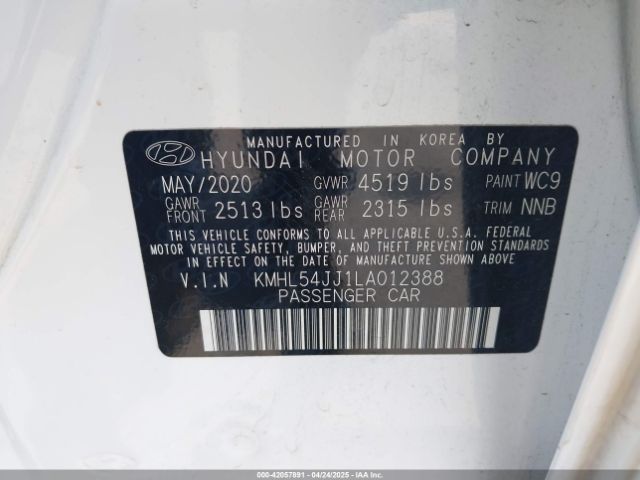 MANUFACTURED IN KOREA BY
HYUNDAI MOTOR COMPANY
MAY/2020 GVWR 4519 lbs PAINT WC9
GAWR FRONT 2513 lbs GAWR REAR 2315 lbs TRIM NNB
THIS VEHICLE CONFORMS TO ALL APPLICABLE U.S.A. FEDERAL
MOTOR VEHICLE SAFETY, BUMPER, AND THEFT PREVENTION STANDARDS
IN EFFECT ON THE DATE OF MANUFACTURE SHOWN ABOVE
V.I.N KMHL54JJ1LA012388
PASSENGER CAR
000-42057891 - 04/24/2025 - IAAI.COM